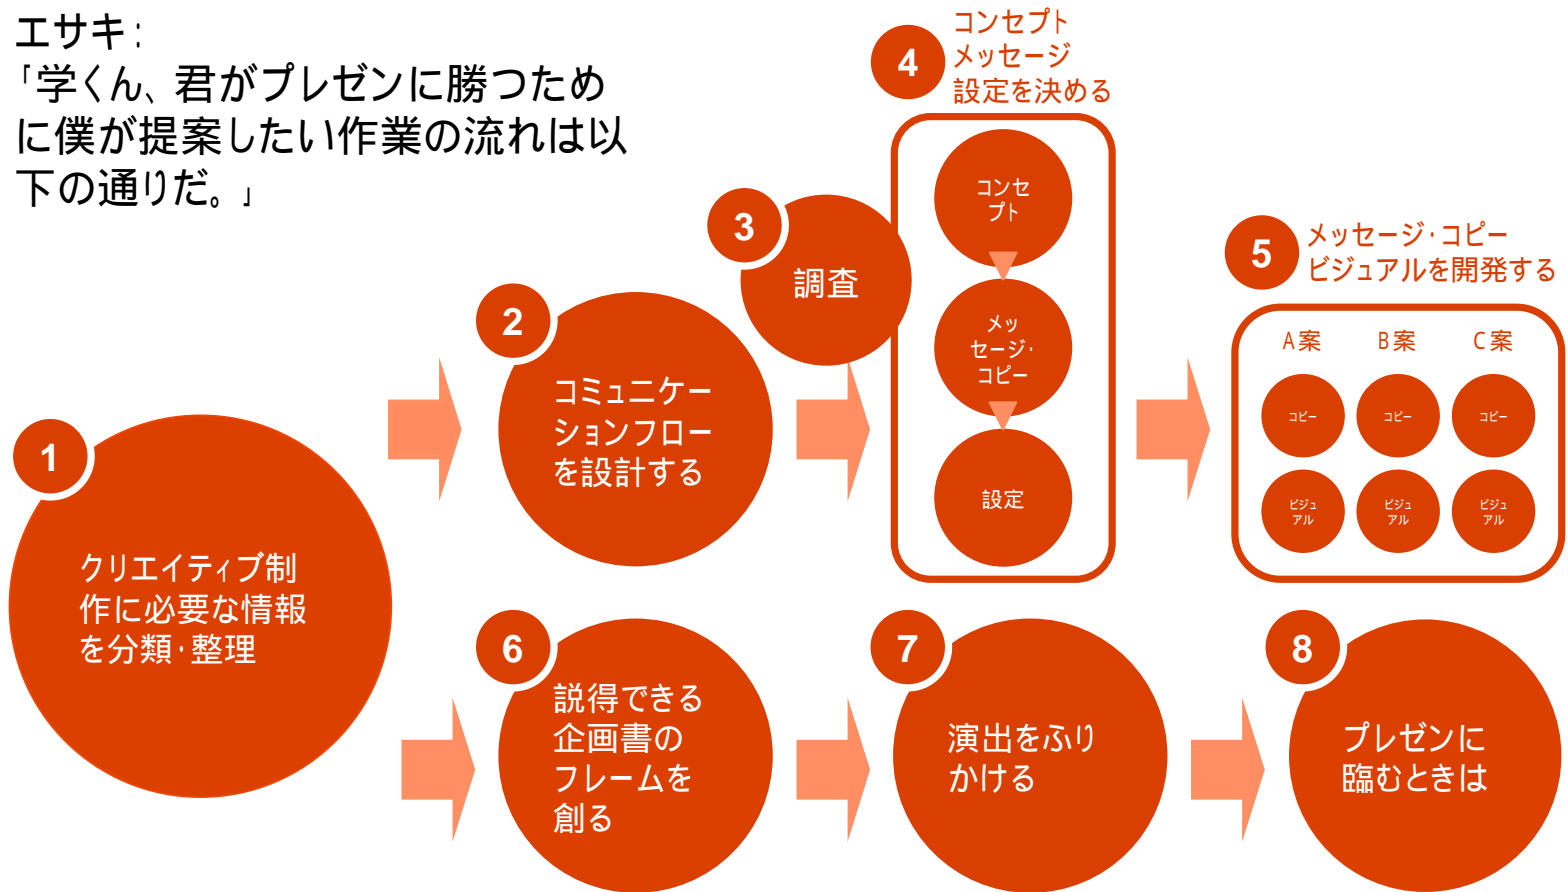 エサキ:
「学くん、君がプレゼンに勝つため
に僕が提案したい作業の流れは以
下の通りだ。」
1
クリエイティブ制
作に必要な情報
を分類・整理
2
コミュニケー
ションフロー
を設計する
3
調査
4
コンセプト
メッセージ
設定を決める
コンセ
プト
メッ
セージ・
コピー
設定
5
メッセージ・コピー
ビジュアルを開発する
A案 B案 C案
コピー コピー コピー
ビジュ ビジュ ビジュ
アル アル アル
6
説得できる
企画書の
フレームを
創る
7
演出をふり
かける
8
プレゼンに
臨むときは